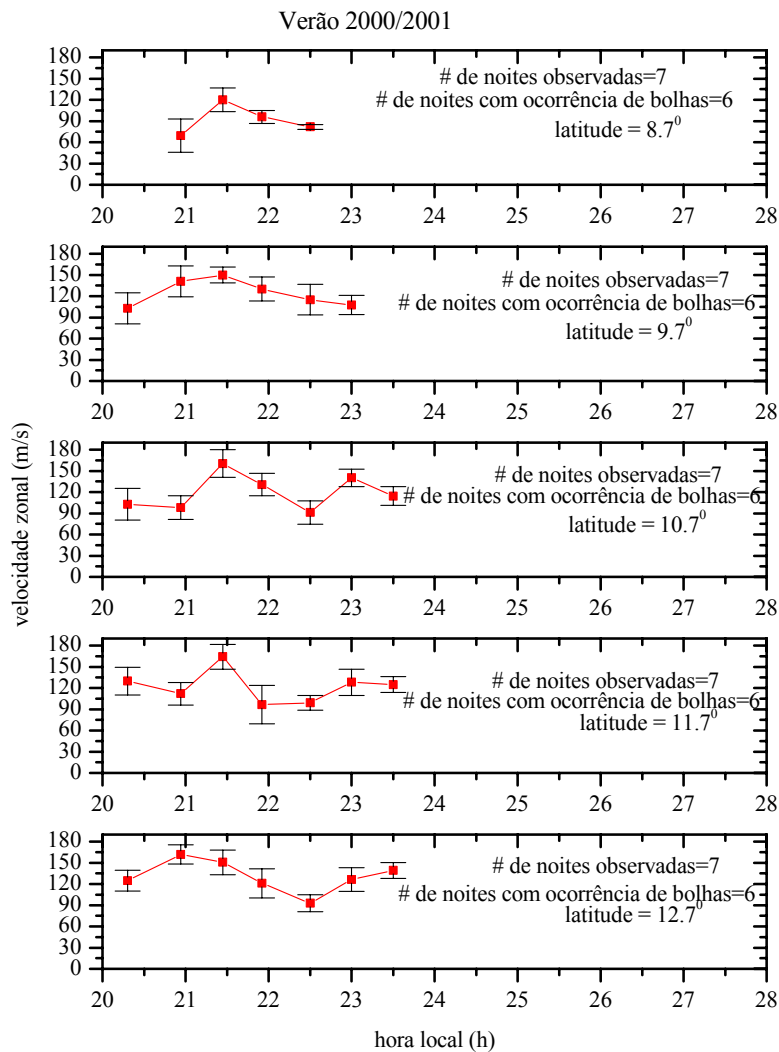 Verão 2000/2001
180
150
120
90
60
30
0
# de noites observadas=7
# de noites com ocorrência de bolhas=6
latitude = 8.7⁰
20 21 22 23 24 25 26 27 28
180
150
120
90
60
30
0
# de noites observadas=7
# de noites com ocorrência de bolhas=6
latitude = 9.7⁰
20 21 22 23 24 25 26 27 28
velocidade zonal (m/s)
180
150
120
90
60
30
0
# de noites observadas=7
# de noites com ocorrência de bolhas=6
latitude = 10.7⁰
20 21 22 23 24 25 26 27 28
180
150
120
90
60
30
0
# de noites observadas=7
# de noites com ocorrência de bolhas=6
latitude = 11.7⁰
20 21 22 23 24 25 26 27 28
180
150
120
90
60
30
0
# de noites observadas=7
# de noites com ocorrência de bolhas=6
latitude = 12.7⁰
20 21 22 23 24 25 26 27 28
hora local (h)